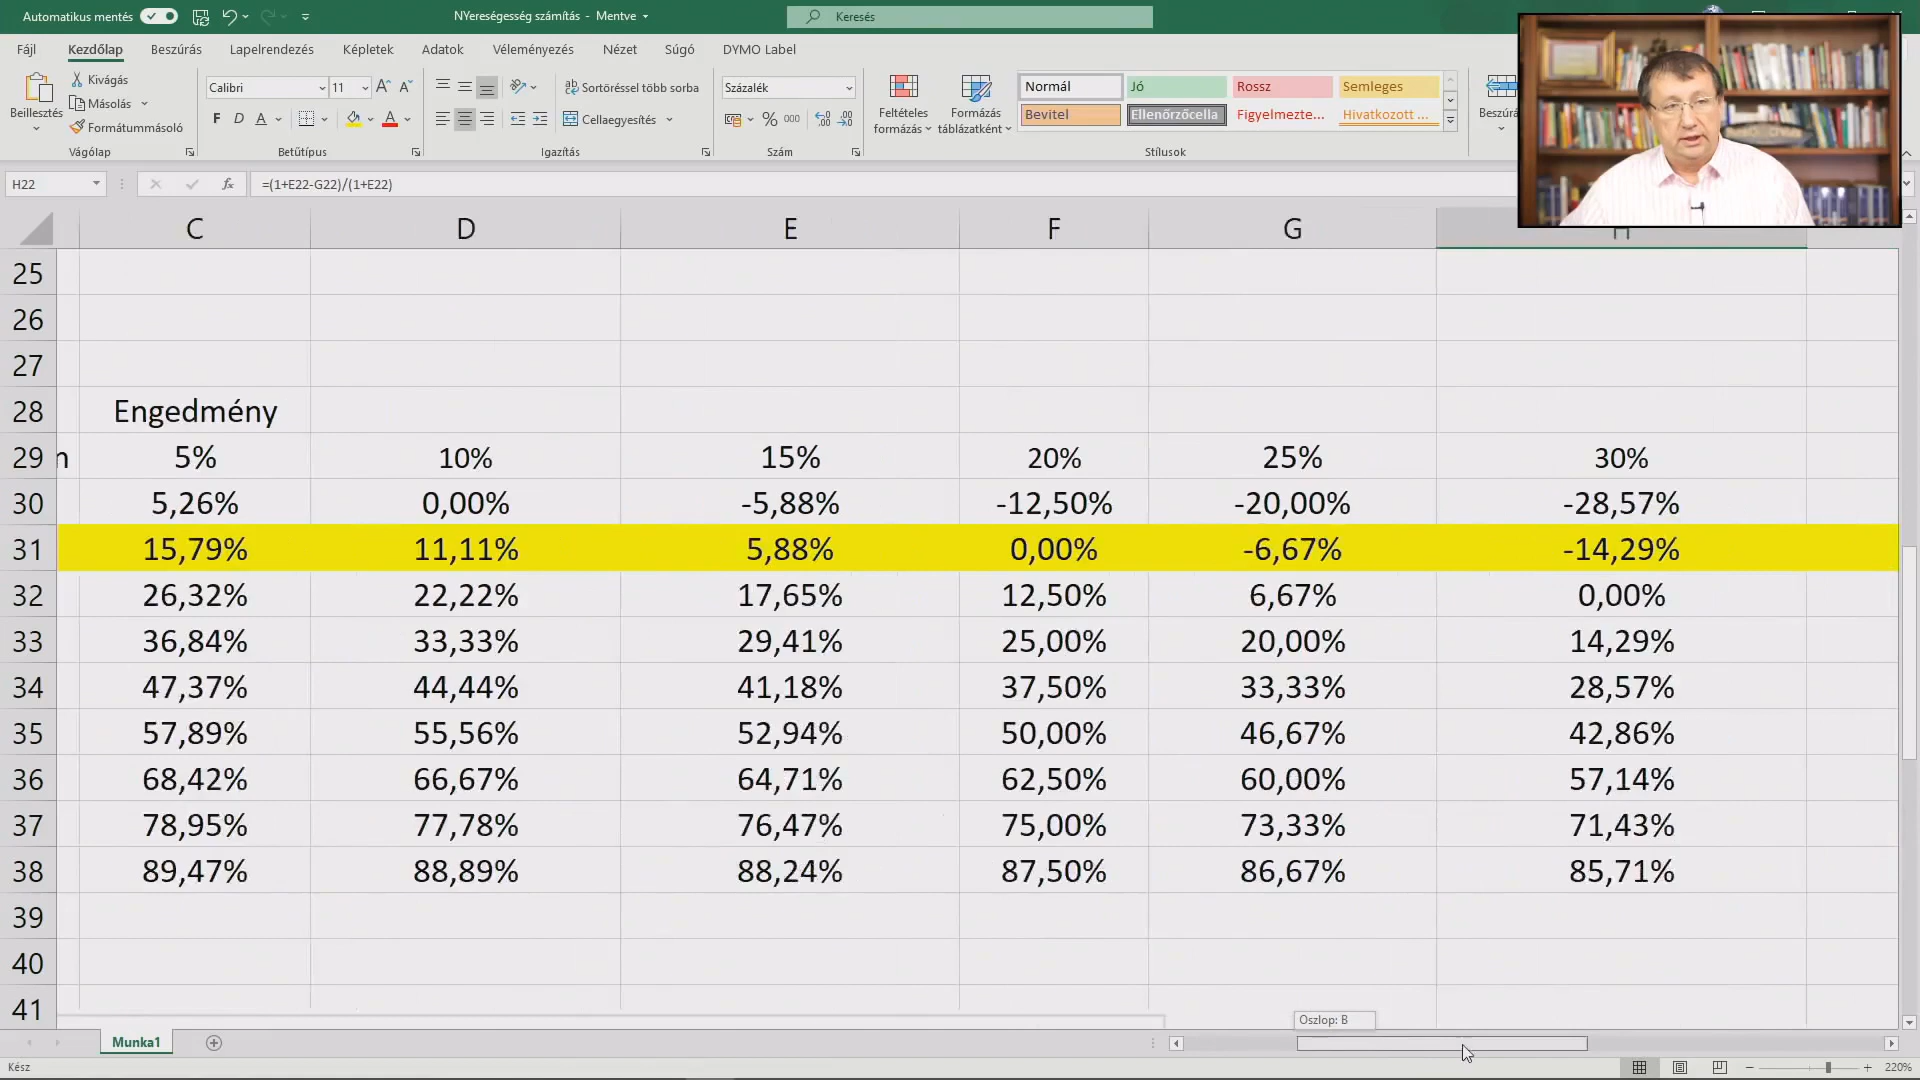 Automatikus mentés
NYereségesség számítás - Mentve
Keresés
Fájl Kezdőlap Beszúrás Lapelrendezés Képletek Adatok Véleményezés Nézet Súgó DYMO Label
Beillesztés
Kivágás
Másolás
Formátummásoló
Vágólap
Calibri 11
F D A
Betűtípus
Sortöréssel több sorba
Cellaegyesítés
Igazítás
Százalék
% 000
Szám
Feltételes formázás
Formázás táblázatként
Normál Jó Rossz Semleges
Bevitel Ellenőrzőcella Figyelmezte... Hivatkozott ...
Stílusok
Beszúrá
H22
fx =(1+E22-G22)/(1+E22)
C D E F G H
25
26
27
28 Engedmény
29 n 5% 10% 15% 20% 25% 30%
30 5,26% 0,00% -5,88% -12,50% -20,00% -28,57%
31 15,79% 11,11% 5,88% 0,00% -6,67% -14,29%
32 26,32% 22,22% 17,65% 12,50% 6,67% 0,00%
33 36,84% 33,33% 29,41% 25,00% 20,00% 14,29%
34 47,37% 44,44% 41,18% 37,50% 33,33% 28,57%
35 57,89% 55,56% 52,94% 50,00% 46,67% 42,86%
36 68,42% 66,67% 64,71% 62,50% 60,00% 57,14%
37 78,95% 77,78% 76,47% 75,00% 73,33% 71,43%
38 89,47% 88,89% 88,24% 87,50% 86,67% 85,71%
39
40
41
Oszlop: B
Munka1
Kész
220%